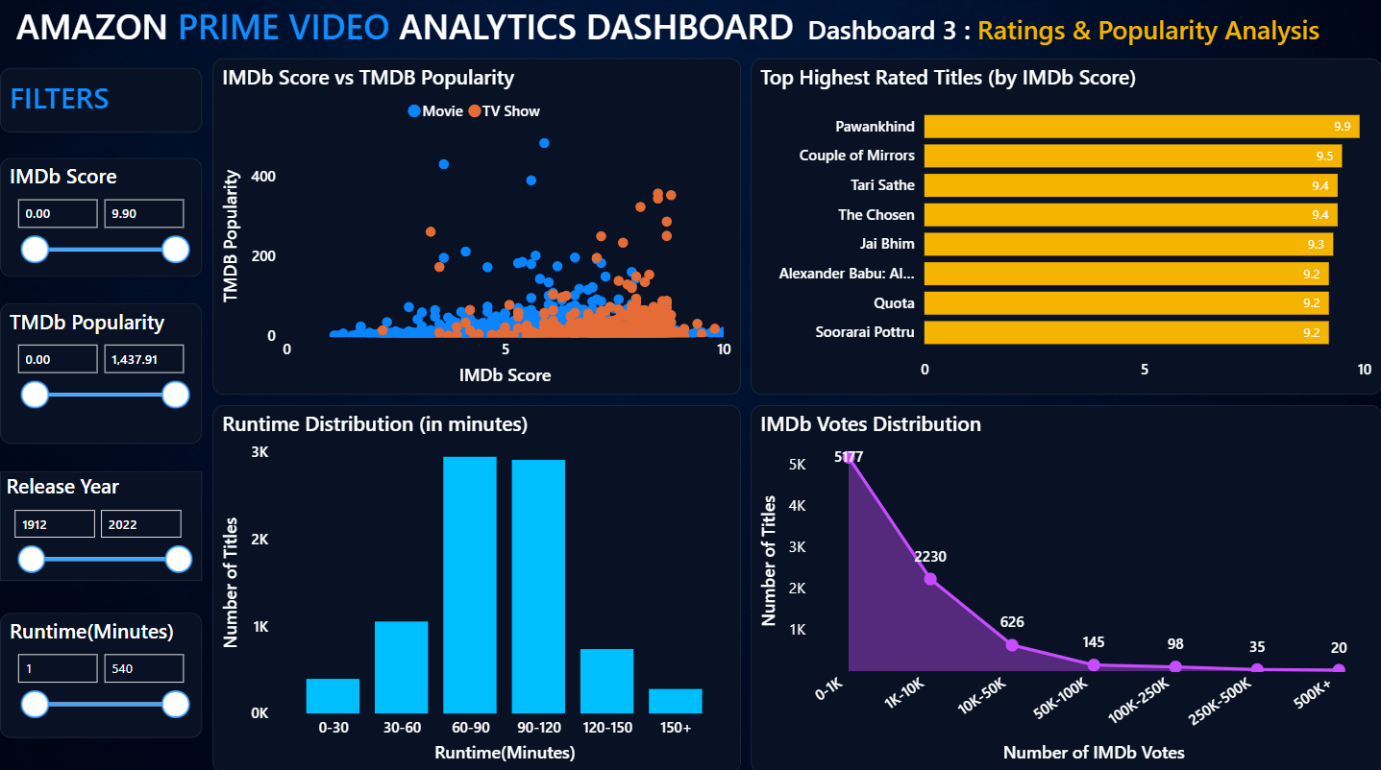 AMAZON PRIME VIDEO ANALYTICS DASHBOARD Dashboard 3 : Ratings & Popularity Analysis
FILTERS
IMDb Score
0.00 9.90
TMDb Popularity
0.00 1,437.91
Release Year
1912 2022
Runtime(Minutes)
1 540
IMDb Score vs TMDB Popularity
Movie TV Show
TMDB Popularity
400
200
0
0 5 10
IMDb Score
Top Highest Rated Titles (by IMDb Score)
Pawankhind 9.9
Couple of Mirrors 9.5
Tari Sathe 9.4
The Chosen 9.4
Jai Bhim 9.3
Alexander Babu: Al... 9.2
Quota 9.2
Soorarai Pottru 9.2
0 5 10
Runtime Distribution (in minutes)
Number of Titles
3K
2K
1K
0K
0-30 30-60 60-90 90-120 120-150 150+
Runtime(Minutes)
IMDb Votes Distribution
Number of Titles
5K
4K
3K
2K
1K
5177
2230
626
145
98
35
20
0-1K 1K-10K 10K-50K 50K-100K 100K-250K 250K-500K 500K+
Number of IMDb Votes